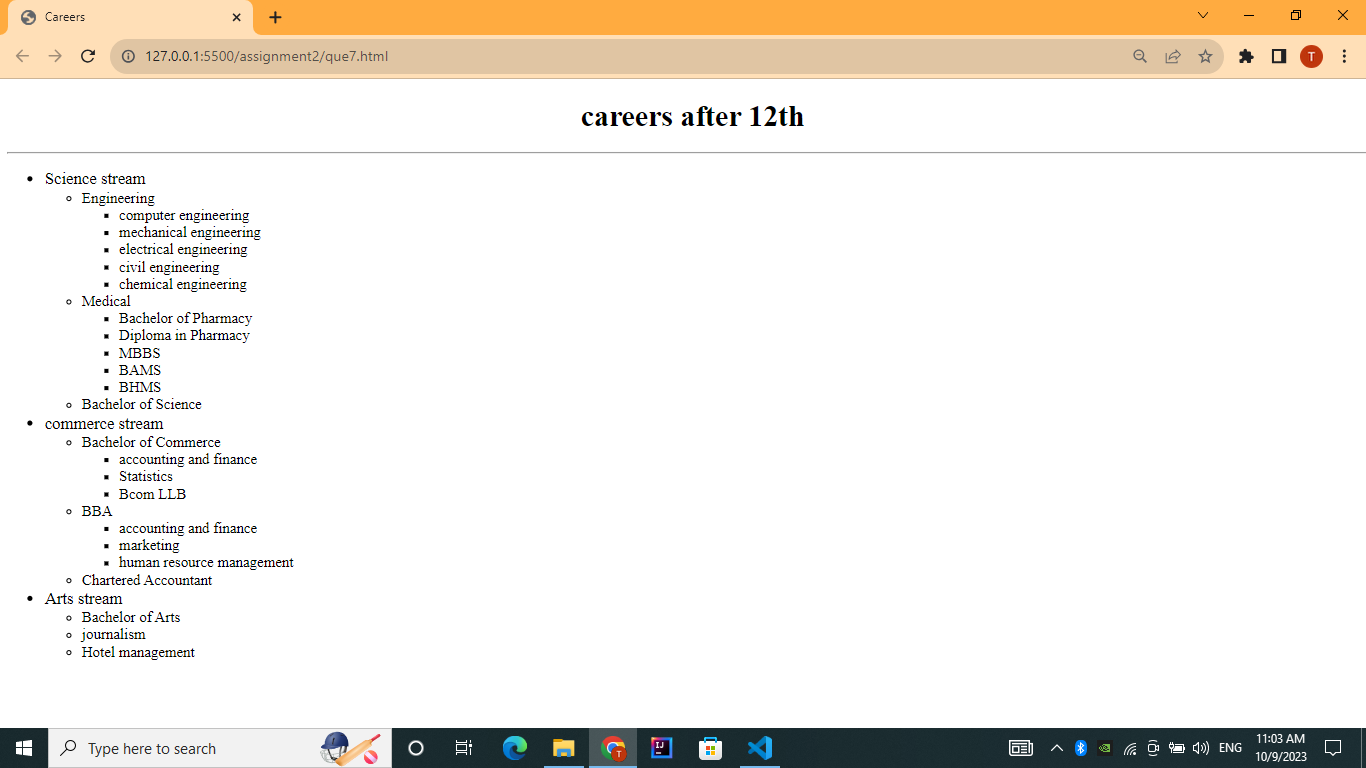 Careers
127.0.0.1:5500/assignment2/que7.html
T
careers after 12th
Science stream
Engineering
computer engineering
mechanical engineering
electrical engineering
civil engineering
chemical engineering
Medical
Bachelor of Pharmacy
Diploma in Pharmacy
MBBS
BAMS
BHMS
Bachelor of Science
commerce stream
Bachelor of Commerce
accounting and finance
Statistics
Bcom LLB
BBA
accounting and finance
marketing
human resource management
Chartered Accountant
Arts stream
Bachelor of Arts
journalism
Hotel management
Type here to search
T
IJ
ENG
11:03 AM
10/9/2023